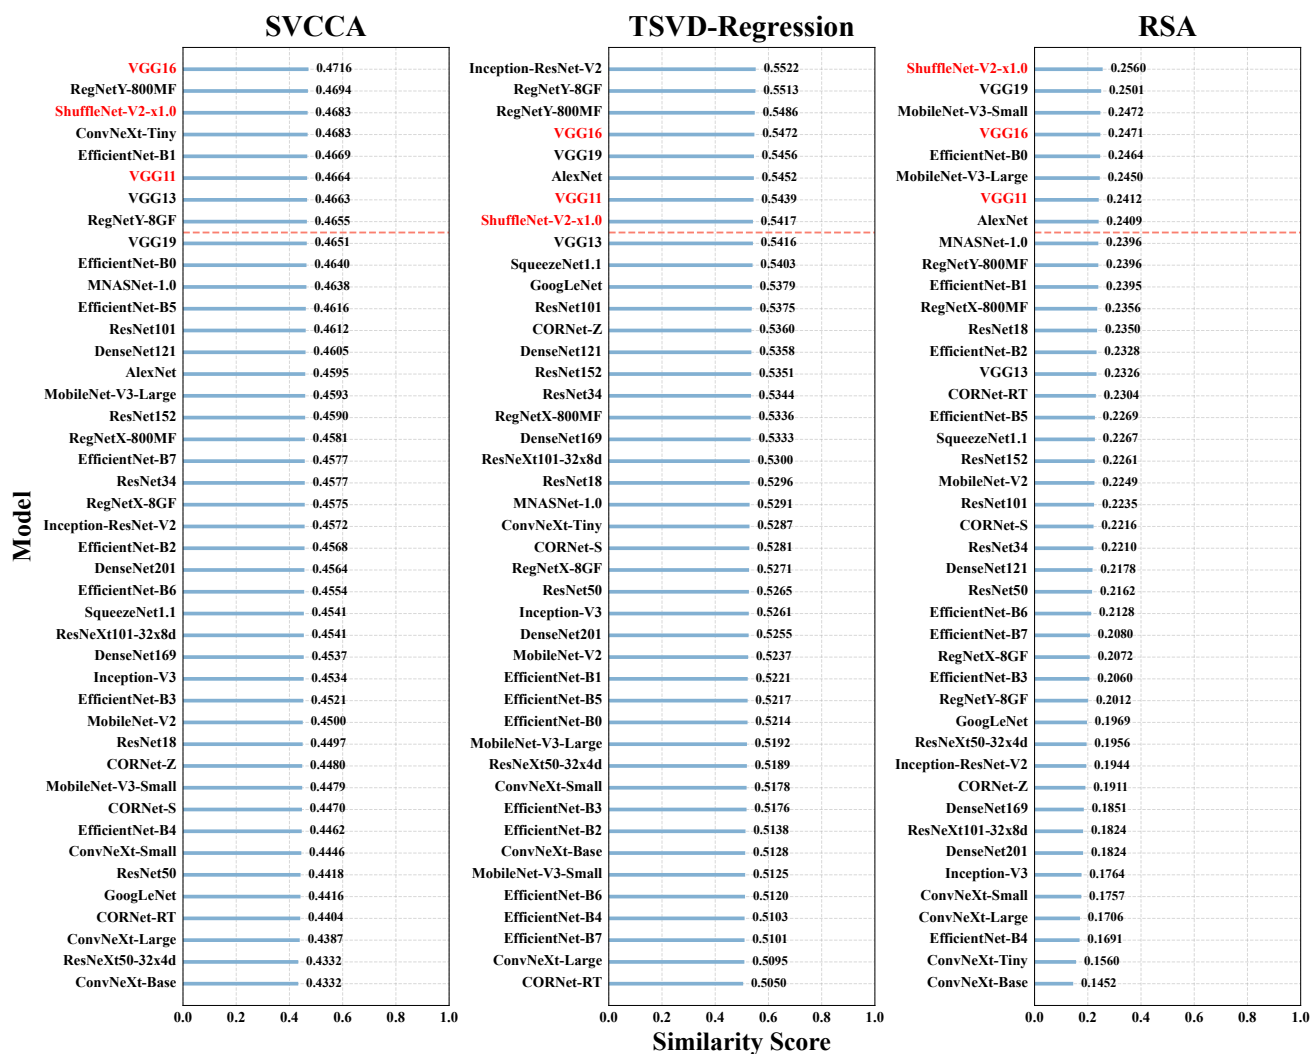 SVCCA
VGG16 0.4716
RegNetY-800MF 0.4694
ShuffleNet-V2-x1.0 0.4683
ConvNeXt-Tiny 0.4683
EfficientNet-B1 0.4669
VGG11 0.4664
VGG13 0.4663
RegNetY-8GF 0.4655
VGG19 0.4651
EfficientNet-B0 0.4640
MNASNet-1.0 0.4638
EfficientNet-B5 0.4616
ResNet101 0.4612
DenseNet121 0.4605
AlexNet 0.4595
MobileNet-V3-Large 0.4593
ResNet152 0.4590
RegNetX-800MF 0.4581
EfficientNet-B7 0.4577
ResNet34 0.4577
RegNetX-8GF 0.4575
Inception-ResNet-V2 0.4572
EfficientNet-B2 0.4568
DenseNet201 0.4564
EfficientNet-B6 0.4554
SqueezeNet1.1 0.4541
ResNeXt101-32x8d 0.4541
DenseNet169 0.4537
Inception-V3 0.4534
EfficientNet-B3 0.4521
MobileNet-V2 0.4500
ResNet18 0.4497
CORNet-Z 0.4480
MobileNet-V3-Small 0.4479
CORNet-S 0.4470
EfficientNet-B4 0.4462
ConvNeXt-Small 0.4446
ResNet50 0.4418
GoogLeNet 0.4416
CORNet-RT 0.4404
ConvNeXt-Large 0.4387
ResNeXt50-32x4d 0.4332
ConvNeXt-Base 0.4332
0.0 0.2 0.4 0.6 0.8 1.0
TSVD-Regression
Inception-ResNet-V2 0.5522
RegNetY-8GF 0.5513
RegNetY-800MF 0.5486
VGG16 0.5472
VGG19 0.5456
AlexNet 0.5452
VGG11 0.5439
ShuffleNet-V2-x1.0 0.5417
VGG13 0.5416
SqueezeNet1.1 0.5403
GoogLeNet 0.5379
ResNet101 0.5375
CORNet-Z 0.5360
DenseNet121 0.5358
ResNet152 0.5351
ResNet34 0.5344
RegNetX-800MF 0.5336
DenseNet169 0.5333
ResNeXt101-32x8d 0.5300
ResNet18 0.5296
MNASNet-1.0 0.5291
ConvNeXt-Tiny 0.5287
CORNet-S 0.5281
RegNetX-8GF 0.5271
ResNet50 0.5265
Inception-V3 0.5261
DenseNet201 0.5255
MobileNet-V2 0.5237
EfficientNet-B1 0.5221
EfficientNet-B5 0.5217
EfficientNet-B0 0.5214
MobileNet-V3-Large 0.5192
ResNeXt50-32x4d 0.5189
ConvNeXt-Small 0.5178
EfficientNet-B3 0.5176
EfficientNet-B2 0.5138
ConvNeXt-Base 0.5128
MobileNet-V3-Small 0.5125
EfficientNet-B6 0.5120
EfficientNet-B4 0.5103
EfficientNet-B7 0.5101
ConvNeXt-Large 0.5095
CORNet-RT 0.5050
0.0 0.2 0.4 0.6 0.8 1.0
RSA
ShuffleNet-V2-x1.0 0.2560
VGG19 0.2501
MobileNet-V3-Small 0.2472
VGG16 0.2471
EfficientNet-B0 0.2464
MobileNet-V3-Large 0.2450
VGG11 0.2412
AlexNet 0.2409
MNASNet-1.0 0.2396
RegNetY-800MF 0.2396
EfficientNet-B1 0.2395
RegNetX-800MF 0.2356
ResNet18 0.2350
EfficientNet-B2 0.2328
VGG13 0.2326
CORNet-RT 0.2304
EfficientNet-B5 0.2269
SqueezeNet1.1 0.2267
ResNet152 0.2261
MobileNet-V2 0.2249
ResNet101 0.2235
CORNet-S 0.2216
ResNet34 0.2210
DenseNet121 0.2178
ResNet50 0.2162
EfficientNet-B6 0.2128
EfficientNet-B7 0.2080
RegNetX-8GF 0.2072
EfficientNet-B3 0.2060
RegNetY-8GF 0.2012
GoogLeNet 0.1969
ResNeXt50-32x4d 0.1956
Inception-ResNet-V2 0.1944
CORNet-Z 0.1911
DenseNet169 0.1851
ResNeXt101-32x8d 0.1824
DenseNet201 0.1824
Inception-V3 0.1764
ConvNeXt-Small 0.1757
ConvNeXt-Large 0.1706
EfficientNet-B4 0.1691
ConvNeXt-Tiny 0.1560
ConvNeXt-Base 0.1452
0.0 0.2 0.4 0.6 0.8 1.0
Model
Similarity Score